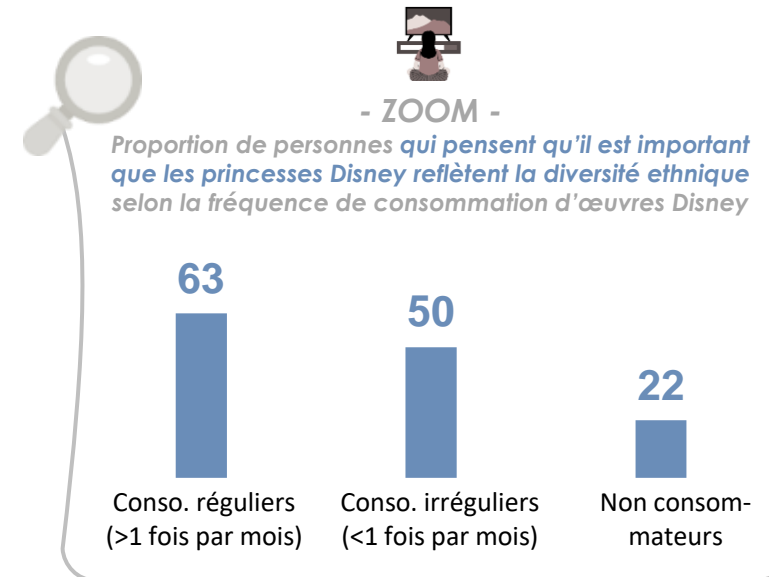 - ZOOM -
Proportion de personnes qui pensent qu’il est important
que les princesses Disney reflètent la diversité ethnique
selon la fréquence de consommation d’œuvres Disney
63
50
22
Conso. réguliers
(>1 fois par mois)
Conso. irréguliers
(<1 fois par mois)
Non consom-
mateurs